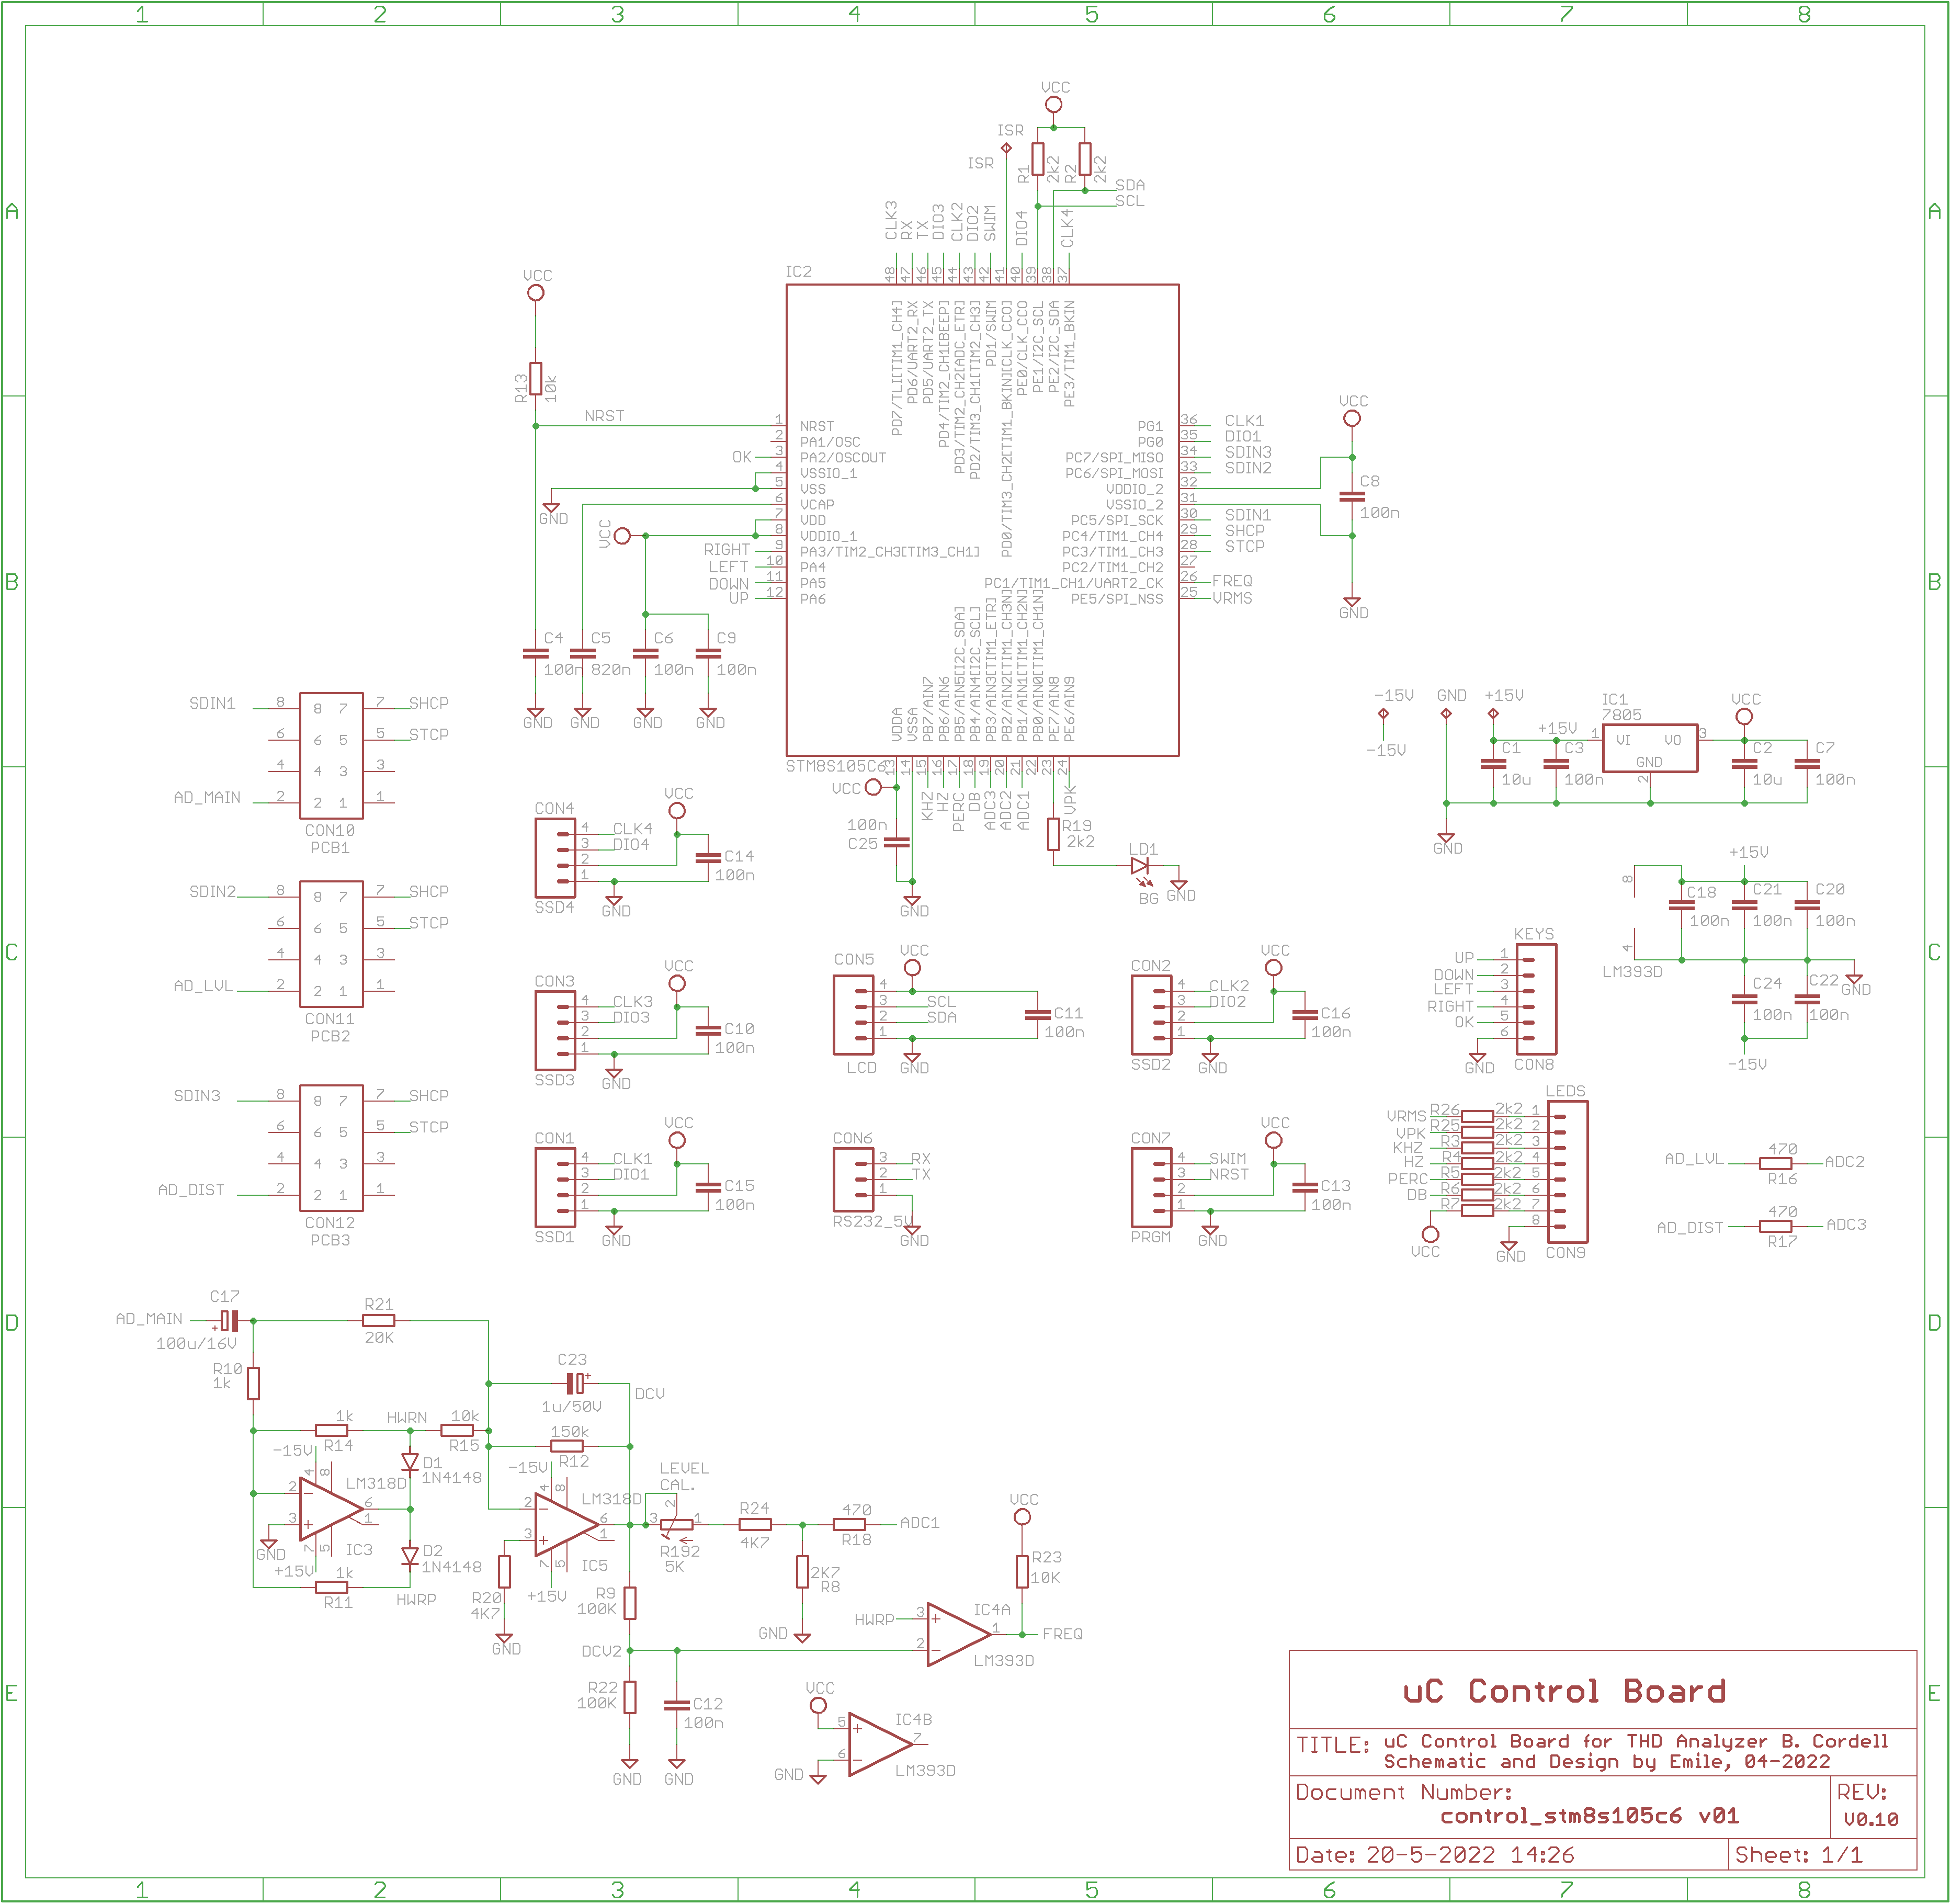 1 2 3 4 5 6 7 8
A A
B B
C C
D D
E E
VCC
ISR
ISR
R1 2k2 R2 2k2
SDA
SCL
CLK3 RX TX DIO3 CLK2 DIO2 SWIM DIO4 CLK4
IC2
48 47 46 45 44 43 42 41 40 39 38 37
PD7/TLI[TIM1_CH4]
PD6/UART2_RX
PD5/UART2_TX
PD4/TIM2_CH1[BEEP]
PD3/TIM2_CH2[ADC_ETR]
PD2/TIM3_CH1[TIM2_CH3]
PD1/SWIM
PD0/TIM3_CH2[TIM1_BKIN][CLK_CCO]
PE0/CLK_CCO
PE1/I2C_SCL
PE2/I2C_SDA
PE3/TIM1_BKIN
VCC
R13 10k
NRST
1 NRST
2 PA1/OSC
OK 3 PA2/OSCOUT
4 VSSIO_1
5 VSS
6 VCAP
7 VDD
8 VDDIO_1
RIGHT 9 PA3/TIM2_CH3[TIM3_CH1]
LEFT 10 PA4
DOWN 11 PA5
UP 12 PA6
GND
VCC
PG1 36 CLK1
PG0 35 DIO1
PC7/SPI_MISO 34 SDIN3
PC6/SPI_MOSI 33 SDIN2
VDDIO_2 32
VSSIO_2 31
PC5/SPI_SCK 30 SDIN1
PC4/TIM1_CH4 29 SHCP
PC3/TIM1_CH3 28 STCP
PC2/TIM1_CH2 27
PC1/TIM1_CH1/UART2_CK 26 FREQ
PE5/SPI_NSS 25 VRMS
VCC
C8
100n
GND
C4 C5 C6 C9
100n 820n 100n 100n
GND GND GND GND
VDDA
VSSA
PB7/AIN7
PB6/AIN6
PB5/AIN5[I2C_SDA]
PB4/AIN4[I2C_SCL]
PB3/AIN3[TIM1_ETR]
PB2/AIN2[TIM1_CH3N]
PB1/AIN1[TIM1_CH2N]
PB0/AIN0[TIM1_CH1N]
PE7/AIN8
PE6/AIN9
STM8S105C6
13 14 15 16 17 18 19 20 21 22 23 24
VCC
KHZ HZ PERC DB ADC3 ADC2 ADC1 VPK
100n
C25
GND
R19
2k2
LD1
BG
GND
-15V GND +15V
-15V
+15V
IC1
7805
1 VI VO 3
GND
2
VCC
C1 C3 C2 C7
10u 100n 10u 100n
GND
SDIN1 8 8 7 7 SHCP
6 6 5 5 STCP
4 4 3 3
AD_MAIN 2 2 1 1
CON10
PCB1
SDIN2 8 8 7 7 SHCP
6 6 5 5 STCP
4 4 3 3
AD_LVL 2 2 1 1
CON11
PCB2
SDIN3 8 8 7 7 SHCP
6 6 5 5 STCP
4 4 3 3
AD_DIST 2 2 1 1
CON12
PCB3
CON4
VCC
4 CLK4
3 DIO4
2
1
C14
100n
SSD4
GND
CON3
VCC
4 CLK3
3 DIO3
2
1
C10
100n
SSD3
GND
CON1
VCC
4 CLK1
3 DIO1
2
1
C15
100n
SSD1
GND
CON5
VCC
4
3 SCL
2 SDA
1
C11
100n
LCD
GND
CON6
3 RX
2 TX
1
RS232_5V
GND
CON2
VCC
4 CLK2
3 DIO2
2
1
C16
100n
SSD2
GND
CON7
VCC
4 SWIM
3 NRST
2
1
C13
100n
PRGM
GND
KEYS
UP 1
DOWN 2
LEFT 3
RIGHT 4
OK 5
6
GND
CON8
LEDS
VRMS R26 2k2 1
VPK R25 2k2 2
KHZ R3 2k2 3
HZ R4 2k2 4
PERC R5 2k2 5
DB R6 2k2 6
R7 2k2 7
8
VCC
GND
CON9
+15V
8
4
LM393D
C18 C21 C20
100n 100n 100n
GND
C24 C22
100n 100n
-15V
470
AD_LVL ADC2
R16
470
AD_DIST ADC3
R17
C17
AD_MAIN
+
100u/16V
R21
20K
R10
1k
C23
+
1u/50V
DCV
1k
R14
HWRN
10k
R15
150k
R12
-15V
4 8
LM318D
2 - 6
3 + 1
7 5
IC3
GND
+15V
D1
1N4148
D2
1N4148
1k
R11
HWRP
-15V
4 8
LM318D
2 - 6
3 + 1
7 5
IC5
+15V
R20
4K7
GND
LEVEL
CAL.
3 2 1
R192
5K
R24
4K7
470
R18
ADC1
2K7
R8
GND
R9
100K
DCV2
R22
100K
C12
100n
GND GND
VCC
R23
10K
HWRP 3 +
2 -
1
IC4A
LM393D
FREQ
VCC
5 +
6 -
7
IC4B
LM393D
GND
uC Control Board
TITLE: uC Control Board for THD Analyzer B. Cordell
Schematic and Design by Emile, 04-2022
Document Number:
control_stm8s105c6 v01
REV:
V0.10
Date: 20-5-2022 14:26
Sheet: 1/1
1 2 3 4 5 6 7 8